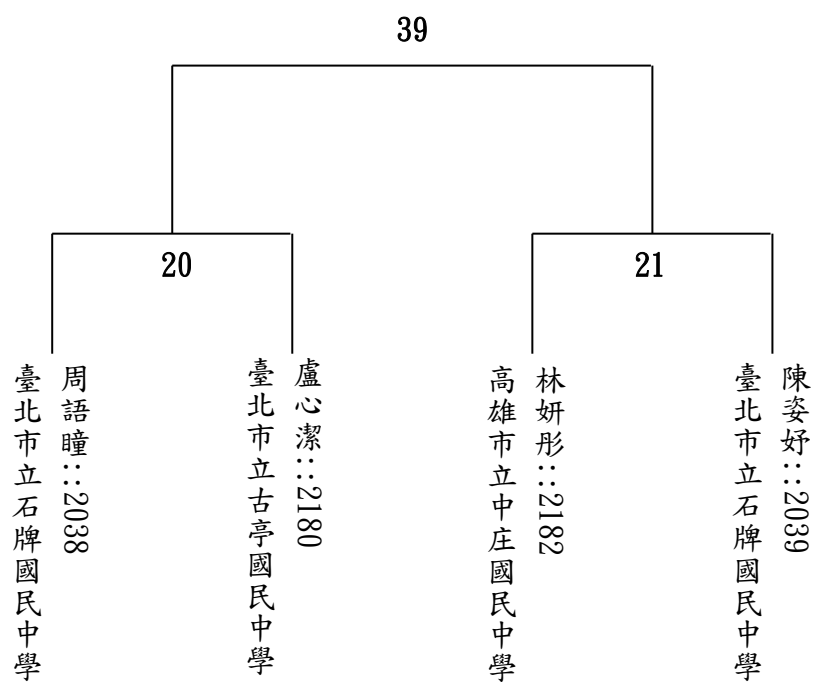 39
20
21
周語瞳::2038
臺北市立石牌國民中學
盧心潔::2180
臺北市立古亭國民中學
林妍彤::2182
高雄市立中庄國民中學
陳姿妤::2039
臺北市立石牌國民中學